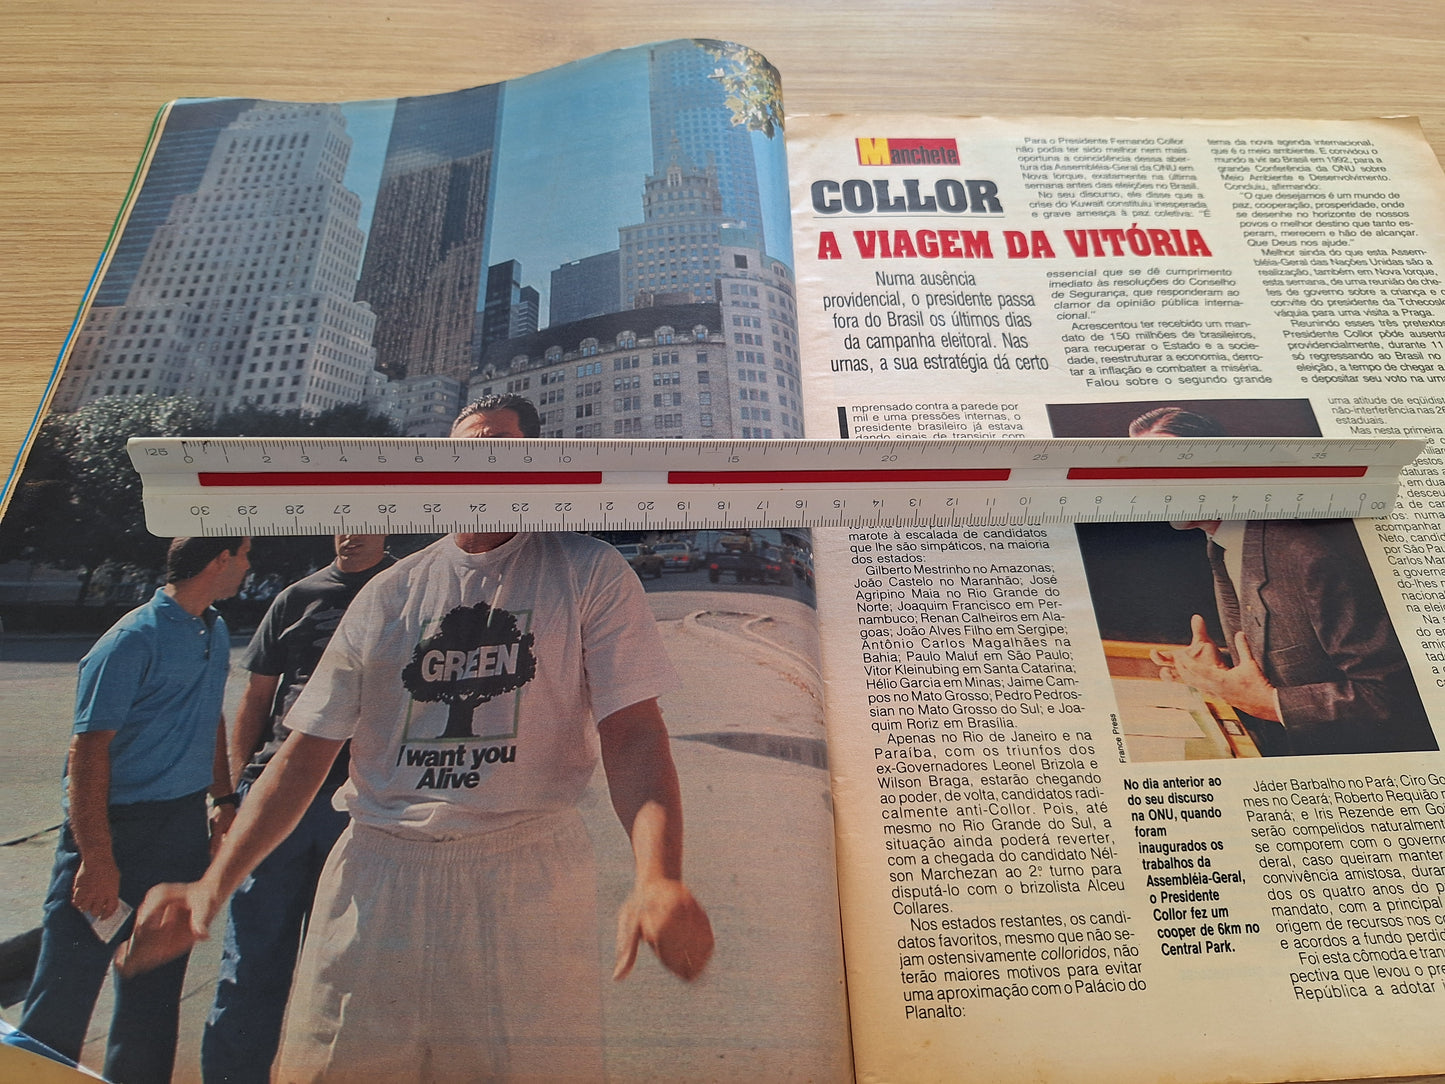 GREEN
I want you
Alive
Manchete
COLLOR
A VIAGEM DA VITÓRIA
Numa ausência
providencial, o presidente passa
fora do Brasil os últimos dias
da campanha eleitoral. Nas
urnas, a sua estratégia dá certo
Para o Presidente Fernando Collor
não podia ter sido melhor nem mais
oportuna a coincidência dessa aber-
tura da Assembléia-Geral da ONU em
Nova Iorque, exatamente na última
semana antes das eleições no Brasil.
No seu discurso, ele disse que a
crise do Kuwait constituiu inesperada
e grave ameaça à paz coletiva: "É
essencial que se dê cumprimento
imediato às resoluções do Conselho
de Segurança, que responderam ao
clamor da opinião pública interna-
cional."
Acrescentou ter recebido um man-
dato de 150 milhões de brasileiros,
para recuperar o Estado e a socie-
dade, reestruturar a economia, derro-
tar a inflação e combater a miséria.
Falou sobre o segundo grande
tema da nova agenda internacional,
que é o meio ambiente. E convidou o
mundo a vir ao Brasil em 1992, para a
grande Conferência da ONU sobre
Meio Ambiente e Desenvolvimento.
Concluiu, afirmando:
"O que desejamos é um mundo de
paz, cooperação, prosperidade, onde
se desenhe no horizonte de nossos
povos o melhor destino que tanto es-
peram, merecem e hão de alcançar.
Que Deus nos ajude."
Melhor ainda do que esta Assem-
bléia-Geral das Nações Unidas são a
realização, também em Nova Iorque,
esta semana, de uma reunião de che-
fes de governo sobre a criança e
convite do presidente da
váquia para uma visita a Praga.
Reunindo esses três
Presidente Collor pôde
providencialmente, durante 11
só regressando ao Brasil no
eleição, a tempo de chegar a
e depositar seu voto na
Imprensado contra a parede por
mil e uma pressões internas, o
presidente brasileiro já estava
dando sinais de transigir com
125 0 1 2 3 4 5 6 7 8 9 10 15 20 25 30 35
30 29 28 27 26 25 24 23 22 21 20 19 18 17 16 15 14 13 12 11 10 9 8 7 6 5 4 3 2 1 0 100
marote à escalada de candidatos
que lhe são simpáticos, na maioria
dos estados:
Gilberto Mestrinho no Amazonas;
João Castelo no Maranhão; José
Agripino Maia no Rio Grande do
Norte; Joaquim Francisco em Per-
nambuco; Renan Calheiros em Ala-
goas; João Alves Filho em Sergipe;
Antônio Carlos Magalhães na
Bahia; Paulo Maluf em São Paulo;
Vitor Kleinubing em Santa Catarina;
Hélio Garcia em Minas; Jaime Cam-
pos no Mato Grosso; Pedro Pedros-
sian no Mato Grosso do Sul; e Joa-
quim Roriz em Brasília.
Apenas no Rio de Janeiro e na
Paraíba, com os triunfos dos
ex-Governadores Leonel Brizola e
Wilson Braga, estarão chegando
ao poder, de volta, candidatos radi-
calmente anti-Collor. Pois, até
mesmo no Rio Grande do Sul, a
situação ainda poderá reverter,
com a chegada do candidato Nél-
son Marchezan ao 2º turno para
disputá-lo com o brizolista Alceu
Collares.
Nos estados restantes, os candi-
datos favoritos, mesmo que não se-
jam ostensivamente colloridos, não
terão maiores motivos para evitar
uma aproximação com o Palácio do
Planalto:
France Press
No dia anterior ao
do seu discurso
na ONU, quando
foram
inaugurados os
trabalhos da
Assembléia-Geral,
o Presidente
Collor fez um
cooper de 6km no
Central Park.
Jáder Barbalho no Pará; Ciro
mes no Ceará; Roberto Requião
Paraná; e Iris Rezende em
serão compelidos
se comporem com o
deral, caso queiram manter
convivência amistosa,
dos os quatro anos do
mandato, com a principal
origem de recursos nos
e acordos a fundo
Foi esta cômoda e
pectiva que levou o
República a adotar
uma atitude de
não-interferência nas
estaduais.
Mas nesta primeira